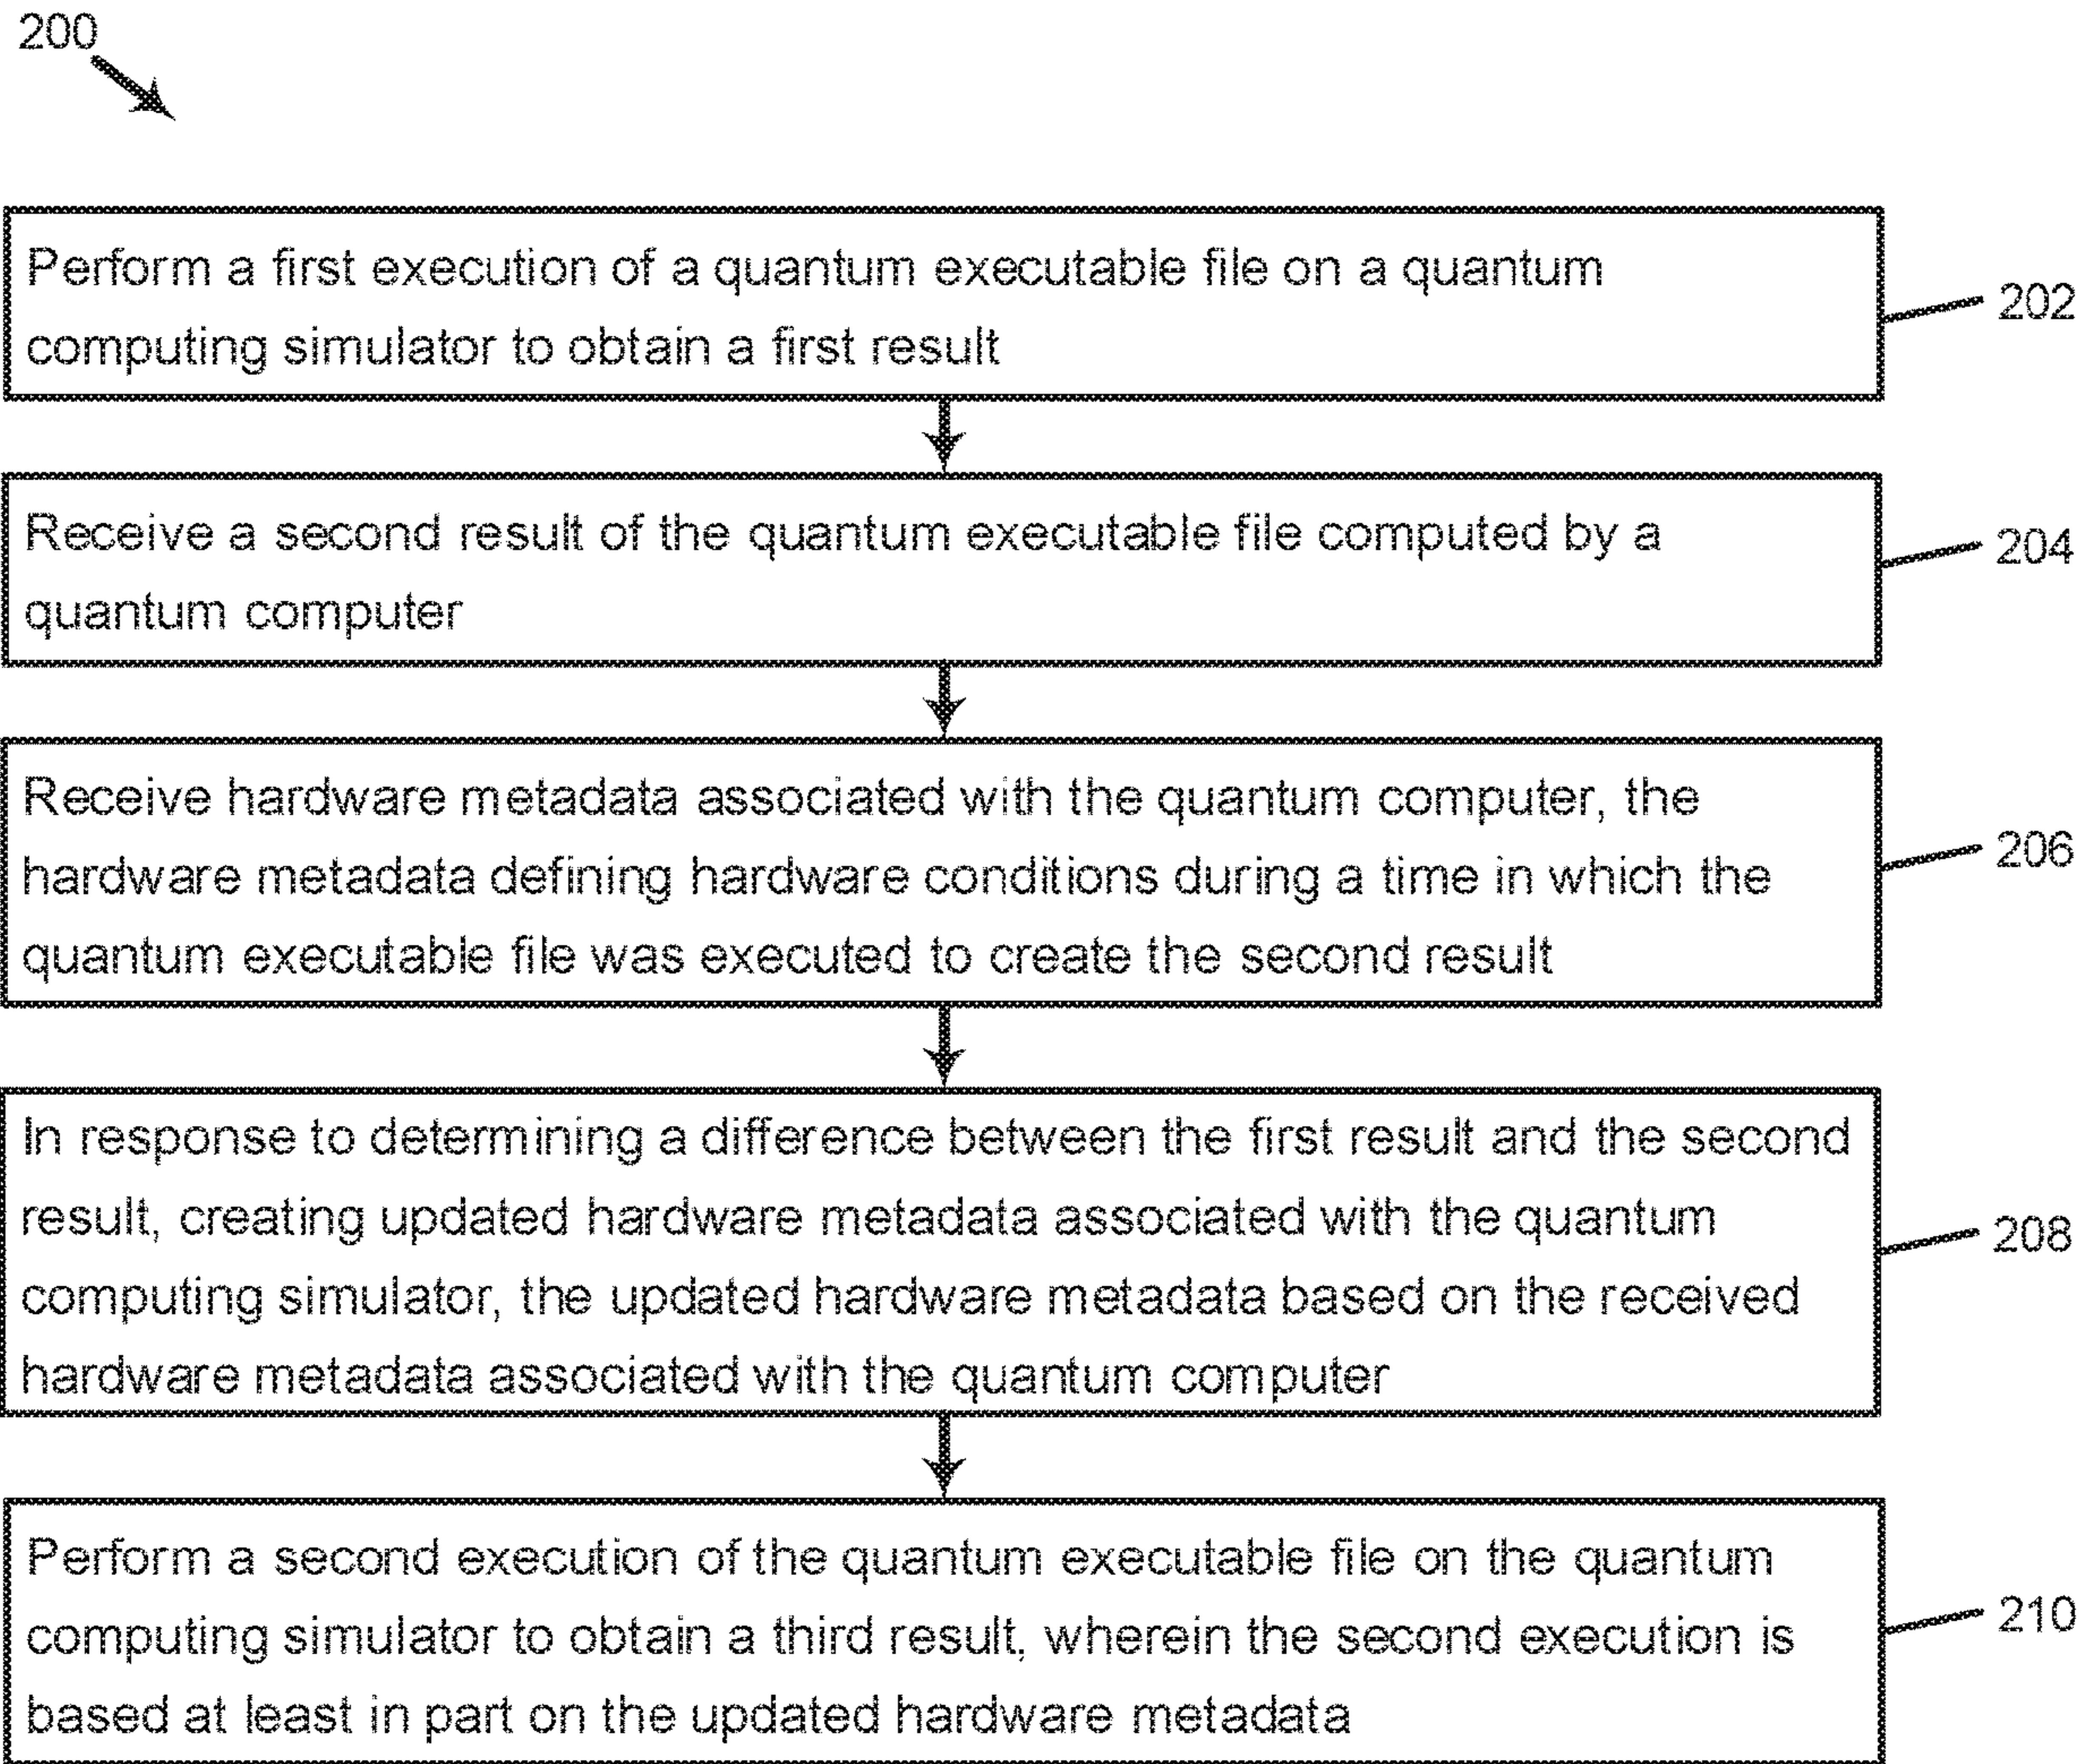 200
Perform a first execution of a quantum executable file on a quantum
computing simulator to obtain a first result
202
Receive a second result of the quantum executable file computed by a
quantum computer
204
Receive hardware metadata associated with the quantum computer, the
hardware metadata defining hardware conditions during a time in which the
quantum executable file was executed to create the second result
206
In response to determining a difference between the first result and the second
result, creating updated hardware metadata associated with the quantum
computing simulator, the updated hardware metadata based on the received
hardware metadata associated with the quantum computer
208
Perform a second execution of the quantum executable file on the quantum
computing simulator to obtain a third result, wherein the second execution is
based at least in part on the updated hardware metadata
210